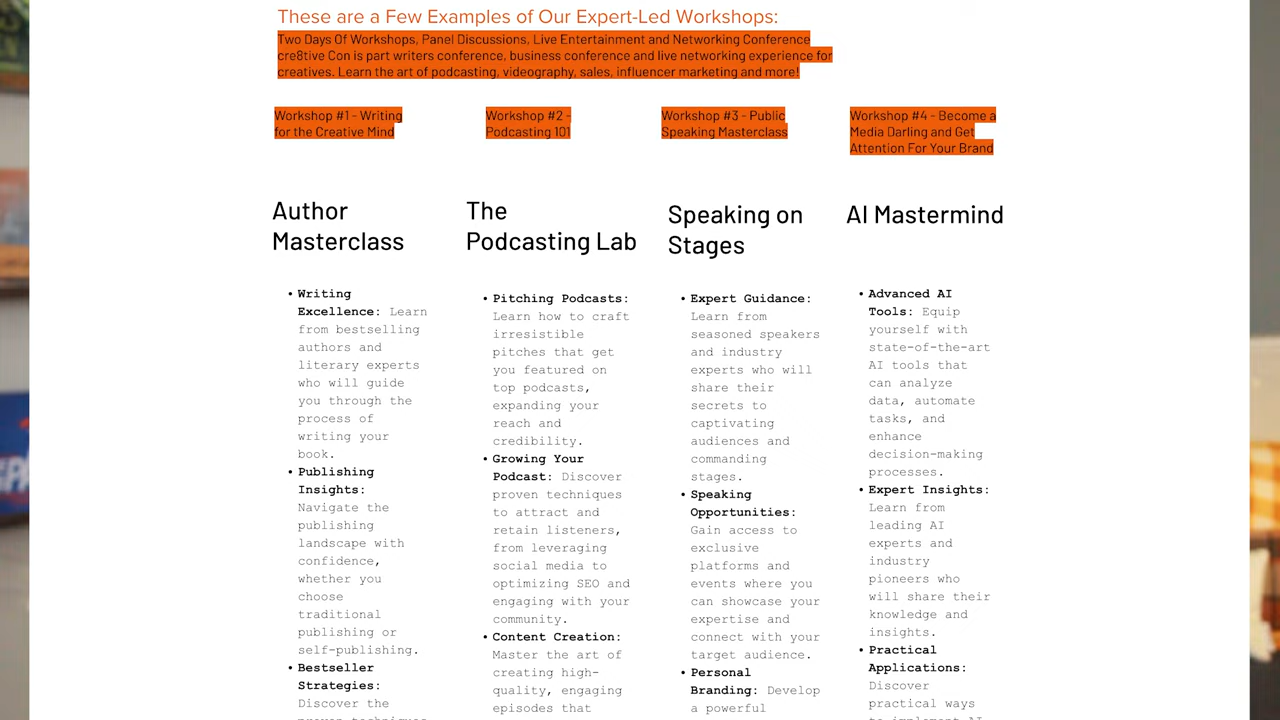 These are a Few Examples of Our Expert-Led Workshops:
Two Days Of Workshops, Panel Discussions, Live Entertainment and Networking Conference
cre8tive Con is part writers conference, business conference and live networking experience for
creatives. Learn the art of podcasting, videography, sales, influencer marketing and more!
Workshop #1 - Writing
for the Creative Mind
Workshop #2 -
Podcasting 101
Workshop #3 - Public
Speaking Masterclass
Workshop #4 - Become a
Media Darling and Get
Attention For Your Brand
Author
Masterclass
• Writing
Excellence: Learn
from bestselling
authors and
literary experts
who will guide
you through the
process of
writing your
book.
• Publishing
Insights:
Navigate the
publishing
landscape with
confidence,
whether you
choose
traditional
publishing or
self-publishing.
• Bestseller
Strategies:
Discover the
proven techniques
The
Podcasting Lab
• Pitching Podcasts:
Learn how to craft
irresistible
pitches that get
you featured on
top podcasts,
expanding your
reach and
credibility.
• Growing Your
Podcast: Discover
proven techniques
to attract and
retain listeners,
from leveraging
social media to
optimizing SEO and
engaging with your
community.
• Content Creation:
Master the art of
creating high-
quality, engaging
episodes that
Speaking on
Stages
• Expert Guidance:
Learn from
seasoned speakers
and industry
experts who will
share their
secrets to
captivating
audiences and
commanding
stages.
• Speaking
Opportunities:
Gain access to
exclusive
platforms and
events where you
can showcase your
expertise and
connect with your
target audience.
• Personal
Branding: Develop
a powerful
AI Mastermind
• Advanced AI
Tools: Equip
yourself with
state-of-the-art
AI tools that
can analyze
data, automate
tasks, and
enhance
decision-making
processes.
• Expert Insights:
Learn from
leading AI
experts and
industry
pioneers who
will share their
knowledge and
insights.
• Practical
Applications:
Discover
practical ways
to implement AI